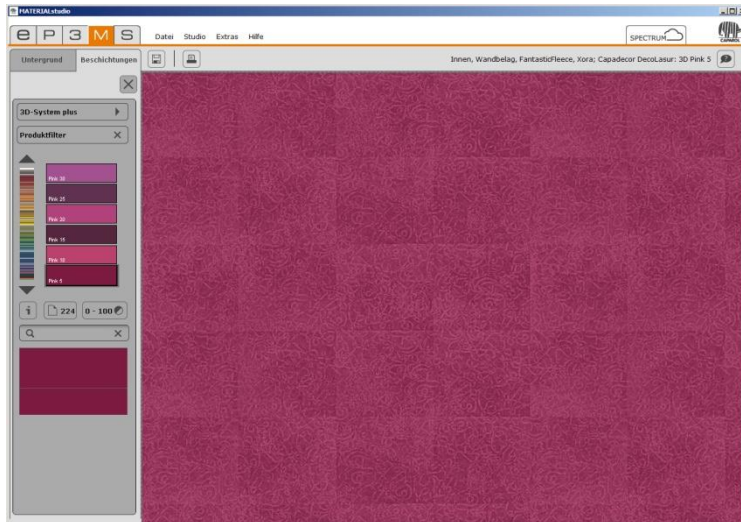 MATERIALstudio
e P 3 M S
Datei Studio Extras Hilfe
SPECTRUM
CAPAROL
Untergrund Beschichtungen
Innen, Wandbelag, FantasticFleece, Xora; Capadecor DecoLasur: 3D Pink 5
3D-System plus
Produktfilter
Pink 30
Pink 25
Pink 20
Pink 15
Pink 10
Pink 5
i 224 0 - 100